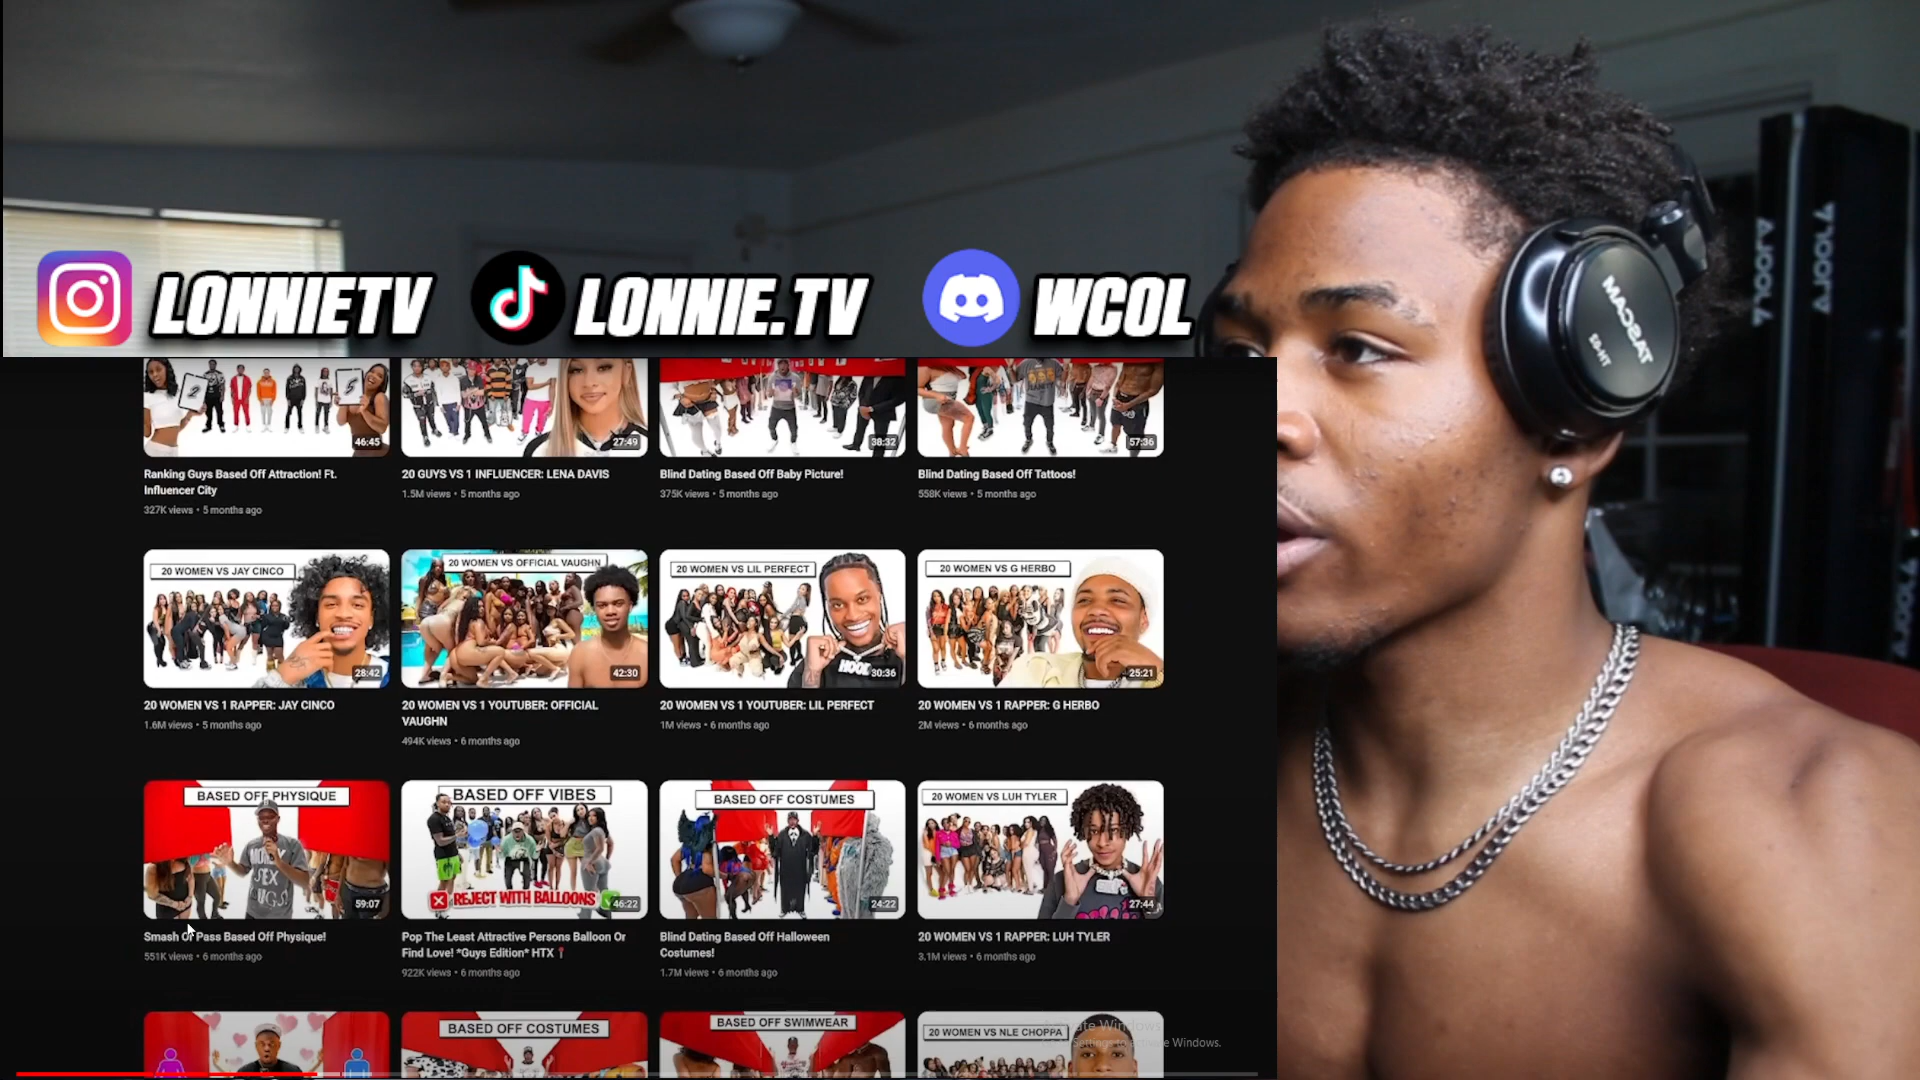 LONNIETV
LONNIE.TV
WCOL
MACSAT
TH-05
JOOLA
JOOLA
JOOLA
46:45
27:49
38:32
57:36
Ranking Guys Based Off Attraction! Ft.
Influencer City
327K views • 5 months ago
20 GUYS VS 1 INFLUENCER: LENA DAVIS
1.5M views • 5 months ago
Blind Dating Based Off Baby Picture!
375K views • 5 months ago
Blind Dating Based Off Tattoos!
558K views • 5 months ago
20 WOMEN VS JAY CINCO
28:42
20 WOMEN VS OFFICIAL VAUGHN
42:30
20 WOMEN VS LIL PERFECT
30:36
20 WOMEN VS G HERBO
25:21
20 WOMEN VS 1 RAPPER: JAY CINCO
1.6M views • 5 months ago
20 WOMEN VS 1 YOUTUBER: OFFICIAL
VAUGHN
494K views • 6 months ago
20 WOMEN VS 1 YOUTUBER: LIL PERFECT
1M views • 6 months ago
20 WOMEN VS 1 RAPPER: G HERBO
2M views • 6 months ago
BASED OFF PHYSIQUE
59:07
BASED OFF VIBES
REJECT WITH BALLOONS
46:22
BASED OFF COSTUMES
24:22
20 WOMEN VS LUH TYLER
27:44
Smash Or Pass Based Off Physique!
551K views • 6 months ago
Pop The Least Attractive Persons Balloon Or
Find Love! *Guys Edition* HTX
922K views • 6 months ago
Blind Dating Based Off Halloween
Costumes!
1.7M views • 6 months ago
20 WOMEN VS 1 RAPPER: LUH TYLER
3.1M views • 6 months ago
BASED OFF COSTUMES
BASED OFF SWIMWEAR
20 WOMEN VS NLE CHOPPA
Windows.